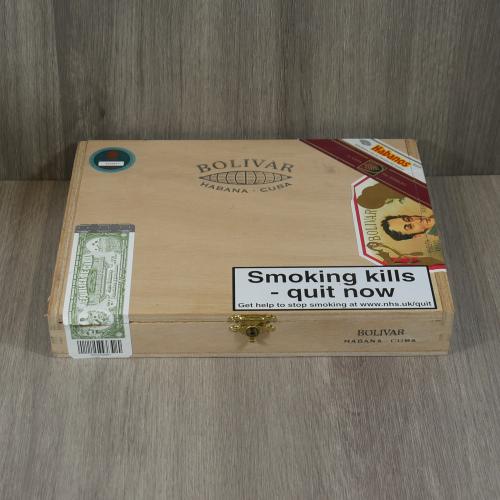 BOLIVAR
HABANA - CUBA
Habanos
BOLIVAR
Smoking kills
- quit now
Get help to stop smoking at www.nhs.uk/quit
BOLIVAR
HABANA - CUBA